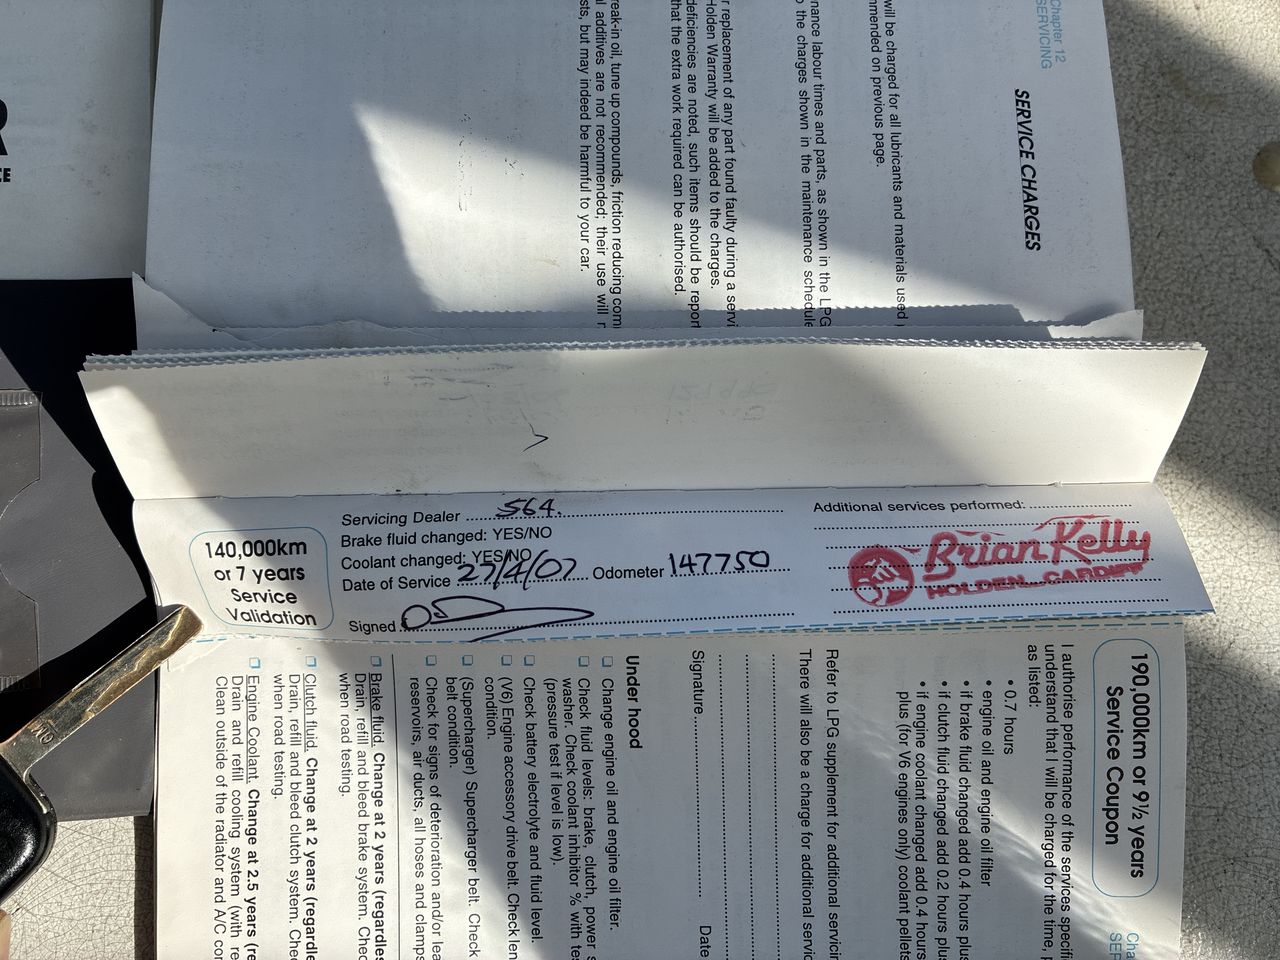 Chapter 12
SERVICING
SERVICE CHARGES
will be charged for all lubricants and materials used
mended on previous page.
nance labour times and parts, as shown in the LPG
the charges shown in the maintenance schedule
r replacement of any part found faulty during a servi
Holden Warranty will be added to the charges.
deficiencies are noted, such items should be report
that the extra work required can be authorised.
reak-in oil, tune up compounds, friction reducing com
l additives are not recommended; their use will
sts, but may indeed be harmful to your car.
140,000km
or 7 years
Service
Validation
Servicing Dealer 564.
Brake fluid changed: YES/NO
Coolant changed: YES/NO
Date of Service 27/4/07 Odometer 147750
Signed
Additional services performed:
Brian Kelly
HOLDEN CARDIFF
190,000km or 9½ years
Service Coupon
Cha
SER
I authorise performance of the services specifi
understand that I will be charged for the time, p
as listed:
• 0.7 hours
• engine oil and engine oil filter
• if brake fluid changed add 0.4 hours plus
• if clutch fluid changed add 0.2 hours plus
• if engine coolant changed add 0.4 hours
plus (for V6 engines only) coolant pellets
Refer to LPG supplement for additional servicin
There will also be a charge for additional servic
Signature Date
Under hood
Change engine oil and engine oil filter.
Check fluid levels: brake, clutch, power s
washer. Check coolant inhibitor % with te
(pressure test if level is low).
Check battery electrolyte and fluid level.
(V6) Engine accessory drive belt. Check len
condition.
(Supercharger) Supercharger belt. Check
belt condition.
Check for signs of deterioration and/or lea
reservoirs, air ducts, all hoses and clamps
Brake fluid. Change at 2 years (regardles
Drain, refill and bleed brake system. Chec
when road testing.
Clutch fluid. Change at 2 years (regardle
Drain, refill and bleed clutch system. Chec
when road testing.
Engine Coolant. Change at 2.5 years (re
Drain and refill cooling system (with re
Clean outside of the radiator and A/C con